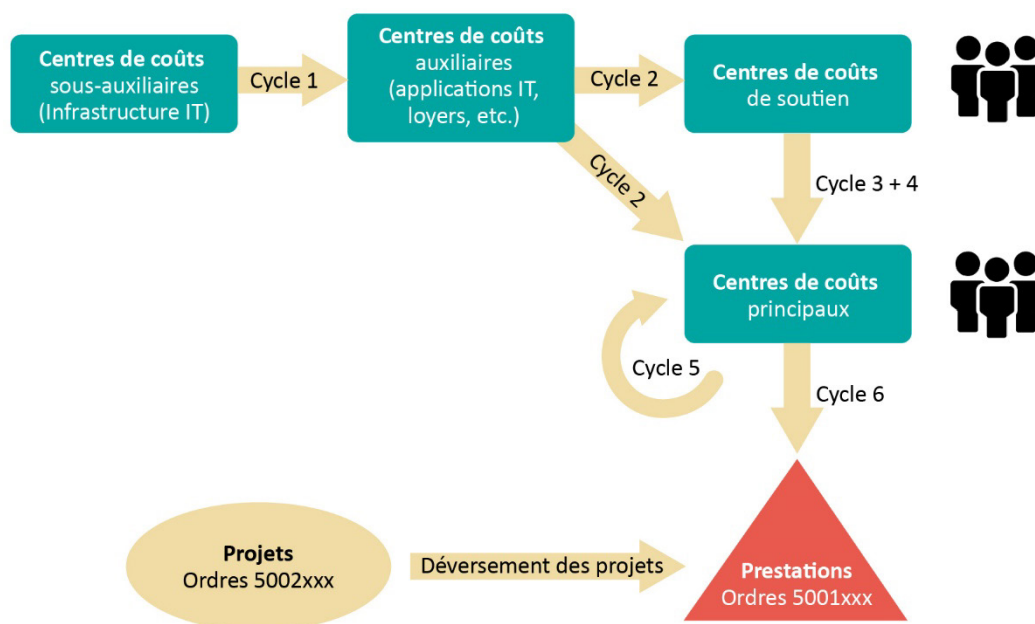 Centres de coûts
sous-auxiliaires
(Infrastructure IT)
Cycle 1
Centres de coûts
auxiliaires
(applications IT,
loyers, etc.)
Cycle 2
Centres de coûts
de soutien
Cycle 2
Cycle 3 + 4
Centres de coûts
principaux
Cycle 5
Cycle 6
Projets
Ordres 5002xxx
Déversement des projets
Prestations
Ordres 5001xxx